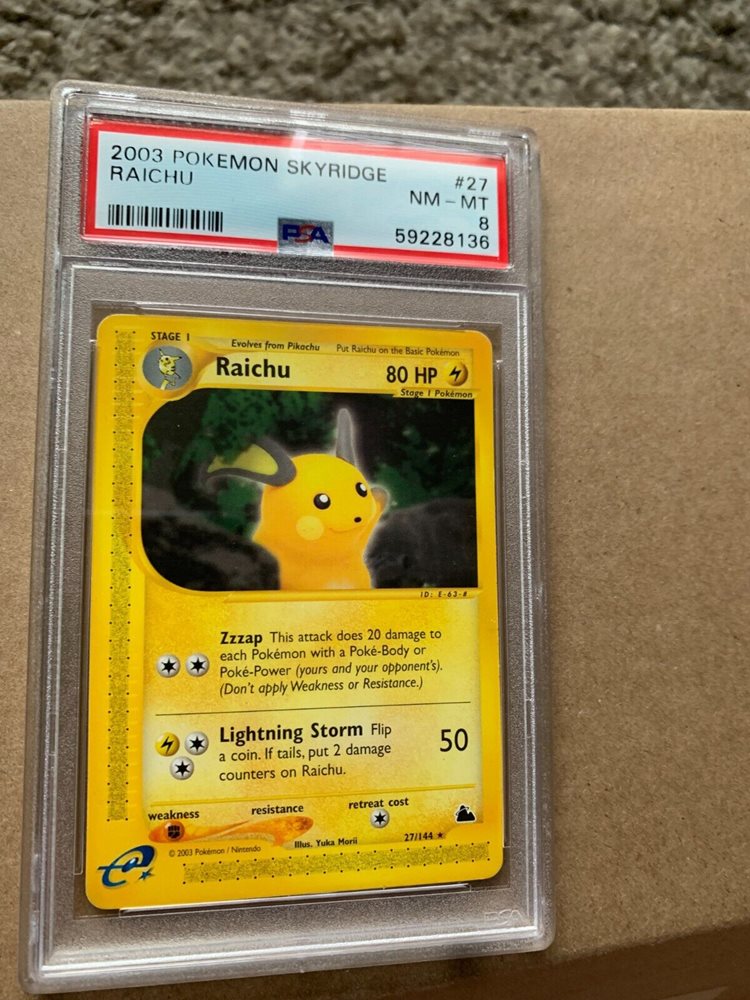 2003 POKEMON SKYRIDGE #27
RAICHU NM - MT
8
PSA 59228136
STAGE 1 Evolves from Pikachu Put Raichu on the Basic Pokémon
Raichu 80 HP
Stage 1 Pokémon
ID: E-63-#
Zzzap This attack does 20 damage to
each Pokémon with a Poké-Body or
Poké-Power (yours and your opponent's).
(Don't apply Weakness or Resistance.)
Lightning Storm Flip
a coin. If tails, put 2 damage 50
counters on Raichu.
weakness resistance retreat cost
27/144 ★
Illus. Yuka Morii
© 2003 Pokémon / Nintendo
e
PSA